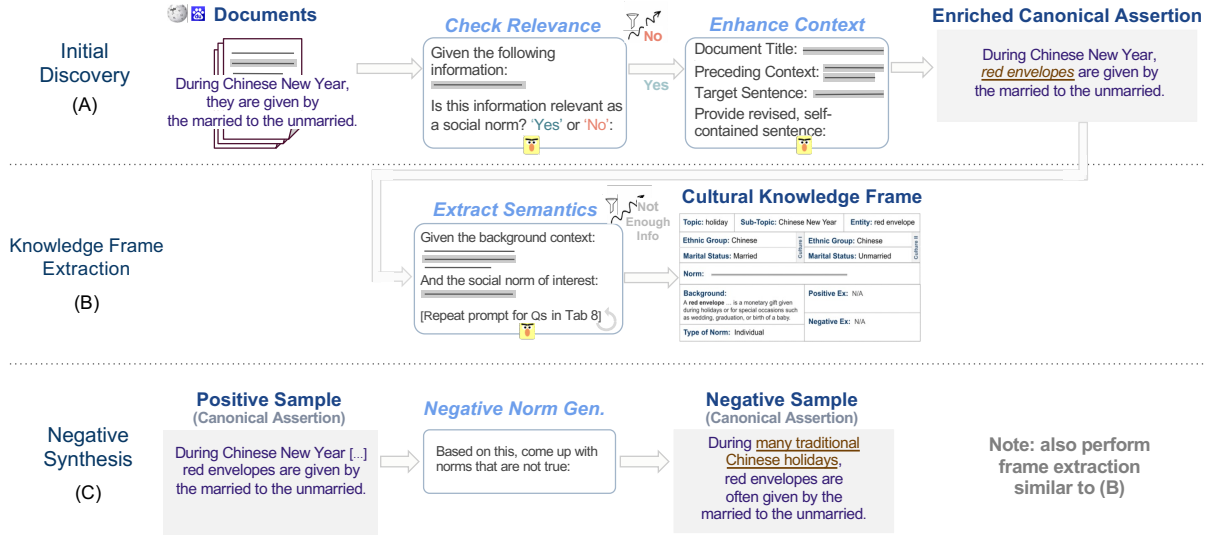 Documents
Check Relevance
No
Enhance Context
Enriched Canonical Assertion
Initial
Discovery
(A)
During Chinese New Year,
they are given by
the married to the unmarried.
Given the following
information:
Is this information relevant as
a social norm? 'Yes' or 'No':
Yes
Document Title:
Preceding Context:
Target Sentence:
Provide revised, self-
contained sentence:
During Chinese New Year,
red envelopes are given by
the married to the unmarried.
Knowledge Frame
Extraction
(B)
Extract Semantics
Not
Enough
Info
Given the background context:
And the social norm of interest:
[Repeat prompt for Qs in Tab 8]
Cultural Knowledge Frame
Topic: holiday Sub-Topic: Chinese New Year Entity: red envelope
Ethnic Group: Chinese
Marital Status: Married
Culture I
Ethnic Group: Chinese
Marital Status: Unmarried
Culture II
Norm:
Background:
A red envelope ... is a monetary gift given
during holidays or for special occasions such
as wedding, graduation, or birth of a baby.
Positive Ex: N/A
Negative Ex: N/A
Type of Norm: Individual
Negative
Synthesis
(C)
Positive Sample
(Canonical Assertion)
During Chinese New Year [...]
red envelopes are given by
the married to the unmarried.
Negative Norm Gen.
Based on this, come up with
norms that are not true:
Negative Sample
(Canonical Assertion)
During many traditional
Chinese holidays,
red envelopes are
often given by the
married to the unmarried.
Note: also perform
frame extraction
similar to (B)